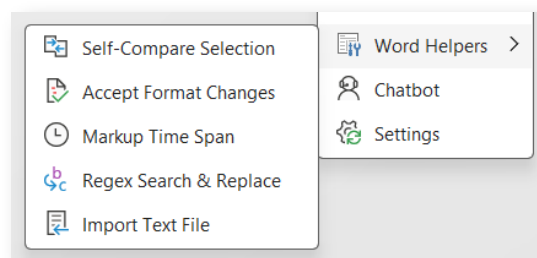 Self-Compare Selection
Accept Format Changes
Markup Time Span
Regex Search & Replace
Import Text File
Word Helpers
Chatbot
Settings